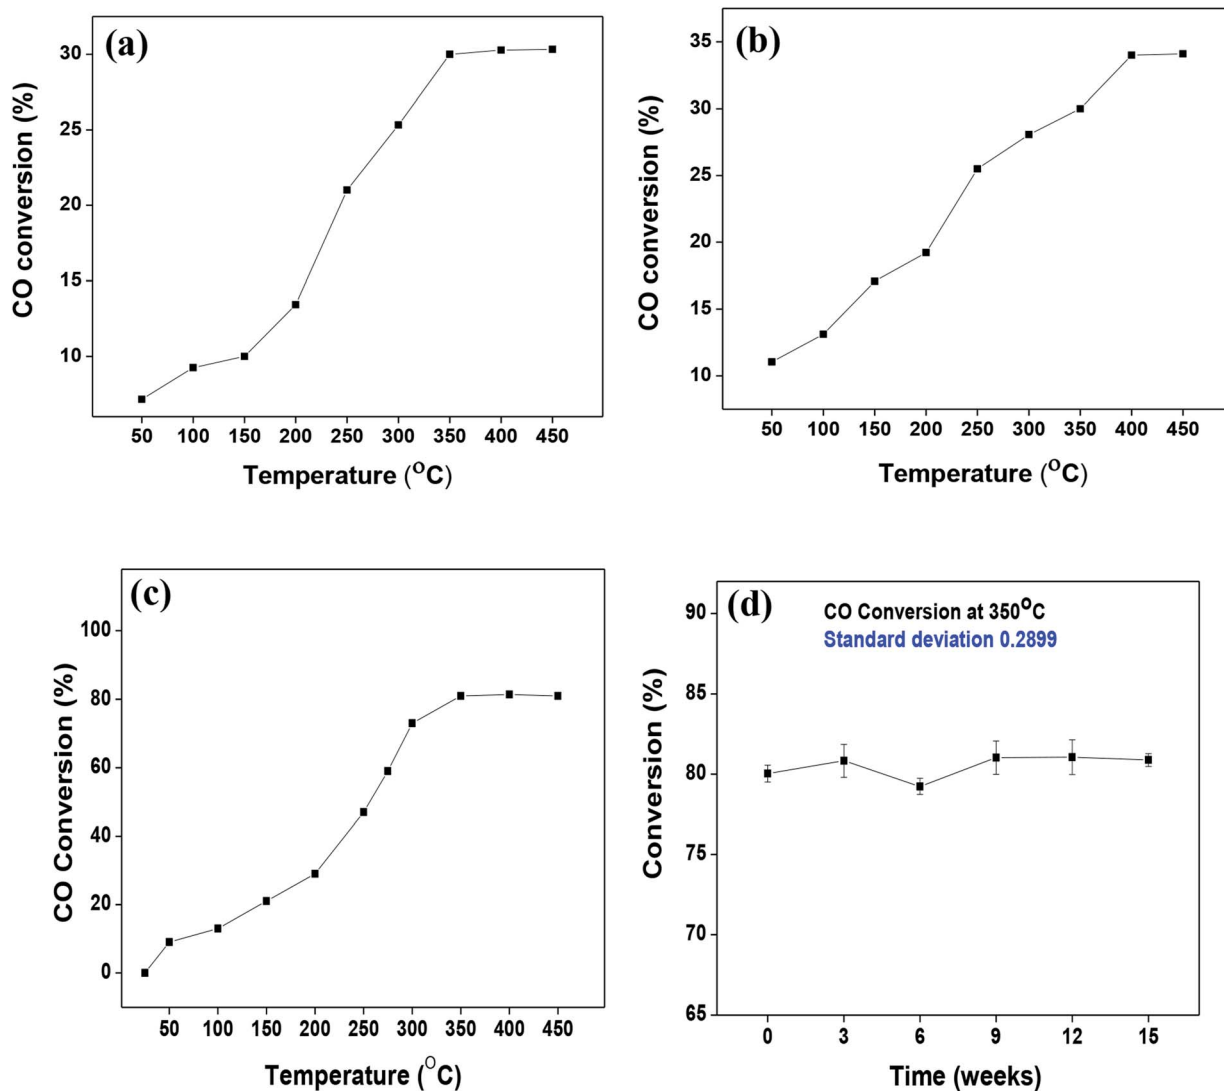 (a)
CO conversion (%)
30
25
20
15
10
50 100 150 200 250 300 350 400 450
Temperature (°C)
(b)
CO conversion (%)
35
30
25
20
15
10
50 100 150 200 250 300 350 400 450
Temperature (°C)
(c)
CO Conversion (%)
100
80
60
40
20
0
50 100 150 200 250 300 350 400 450
Temperature (°C)
(d)
CO Conversion at 350°C
Standard deviation 0.2899
Conversion (%)
90
85
80
75
70
65
0 3 6 9 12 15
Time (weeks)